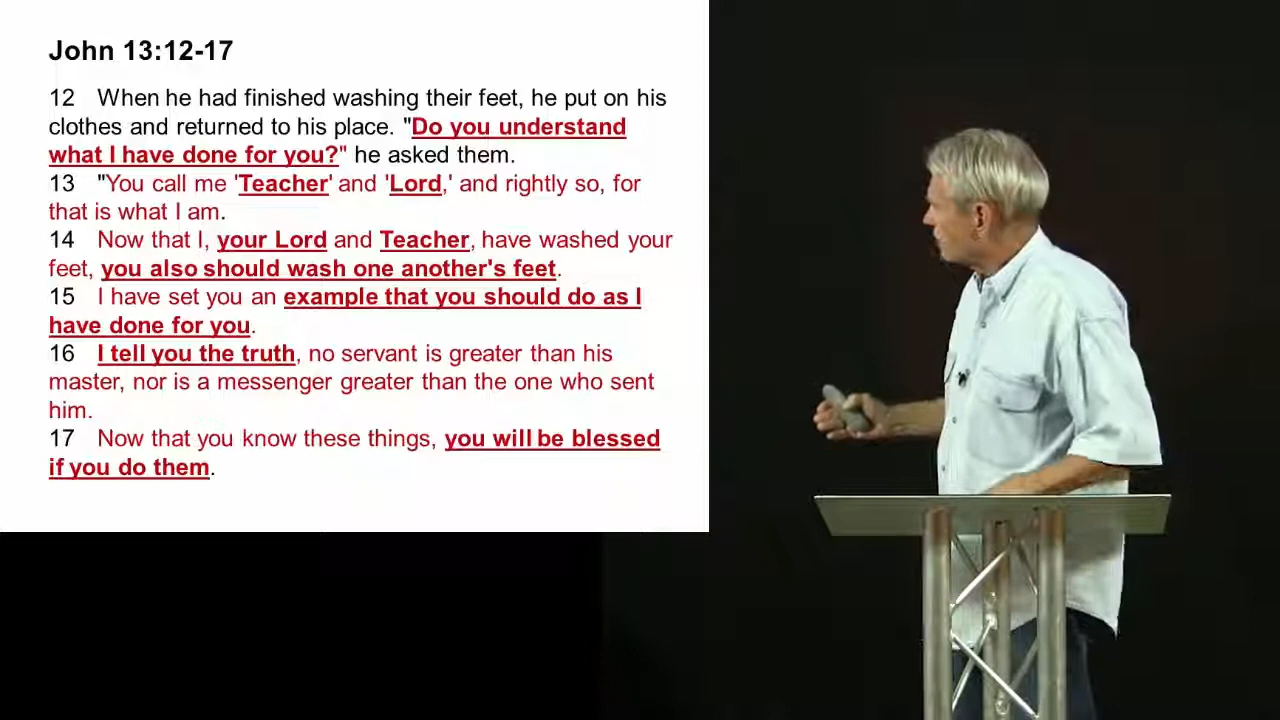 John 13:12-17
12 When he had finished washing their feet, he put on his
clothes and returned to his place. "Do you understand
what I have done for you?" he asked them.
13 "You call me 'Teacher' and 'Lord,' and rightly so, for
that is what I am.
14 Now that I, your Lord and Teacher, have washed your
feet, you also should wash one another's feet.
15 I have set you an example that you should do as I
have done for you.
16 I tell you the truth, no servant is greater than his
master, nor is a messenger greater than the one who sent
him.
17 Now that you know these things, you will be blessed
if you do them.